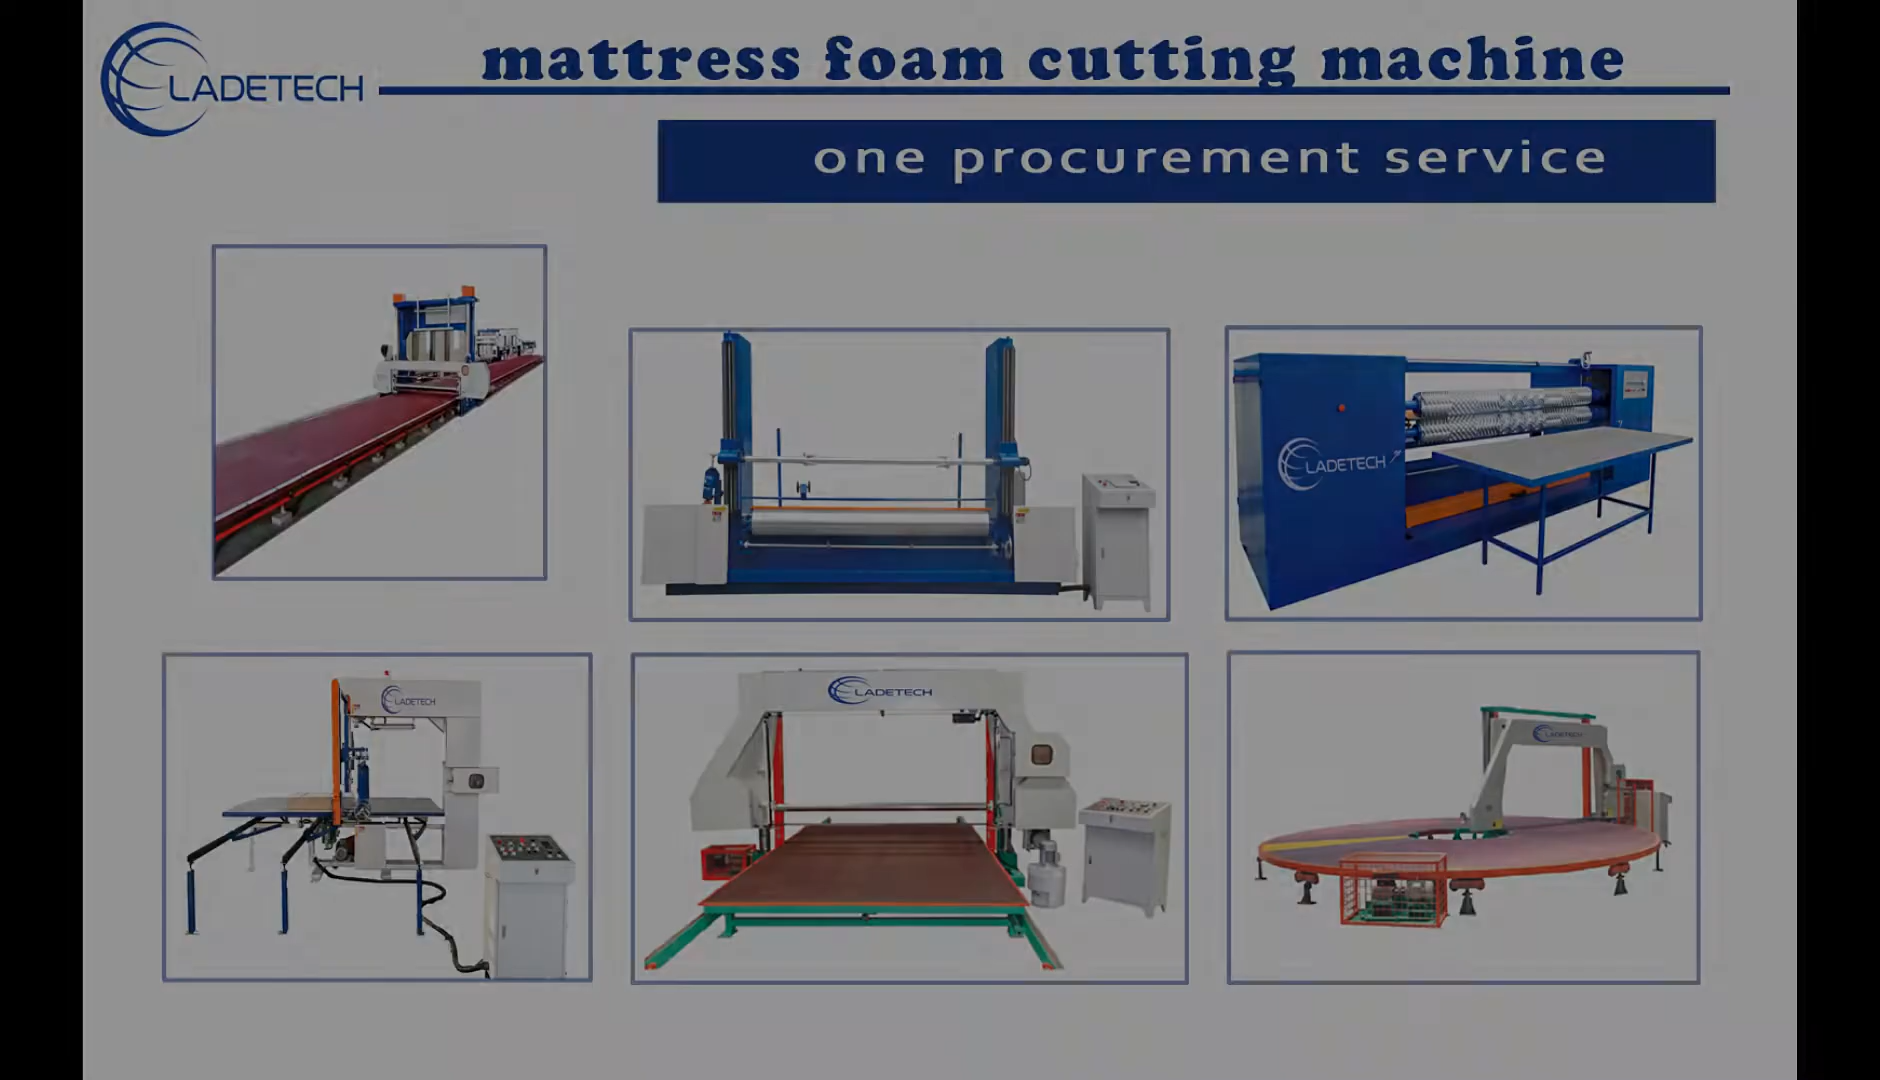 LADETECH
mattress foam cutting machine
one procurement service
LADETECH
LADETECH
LADETECH
LADETECH